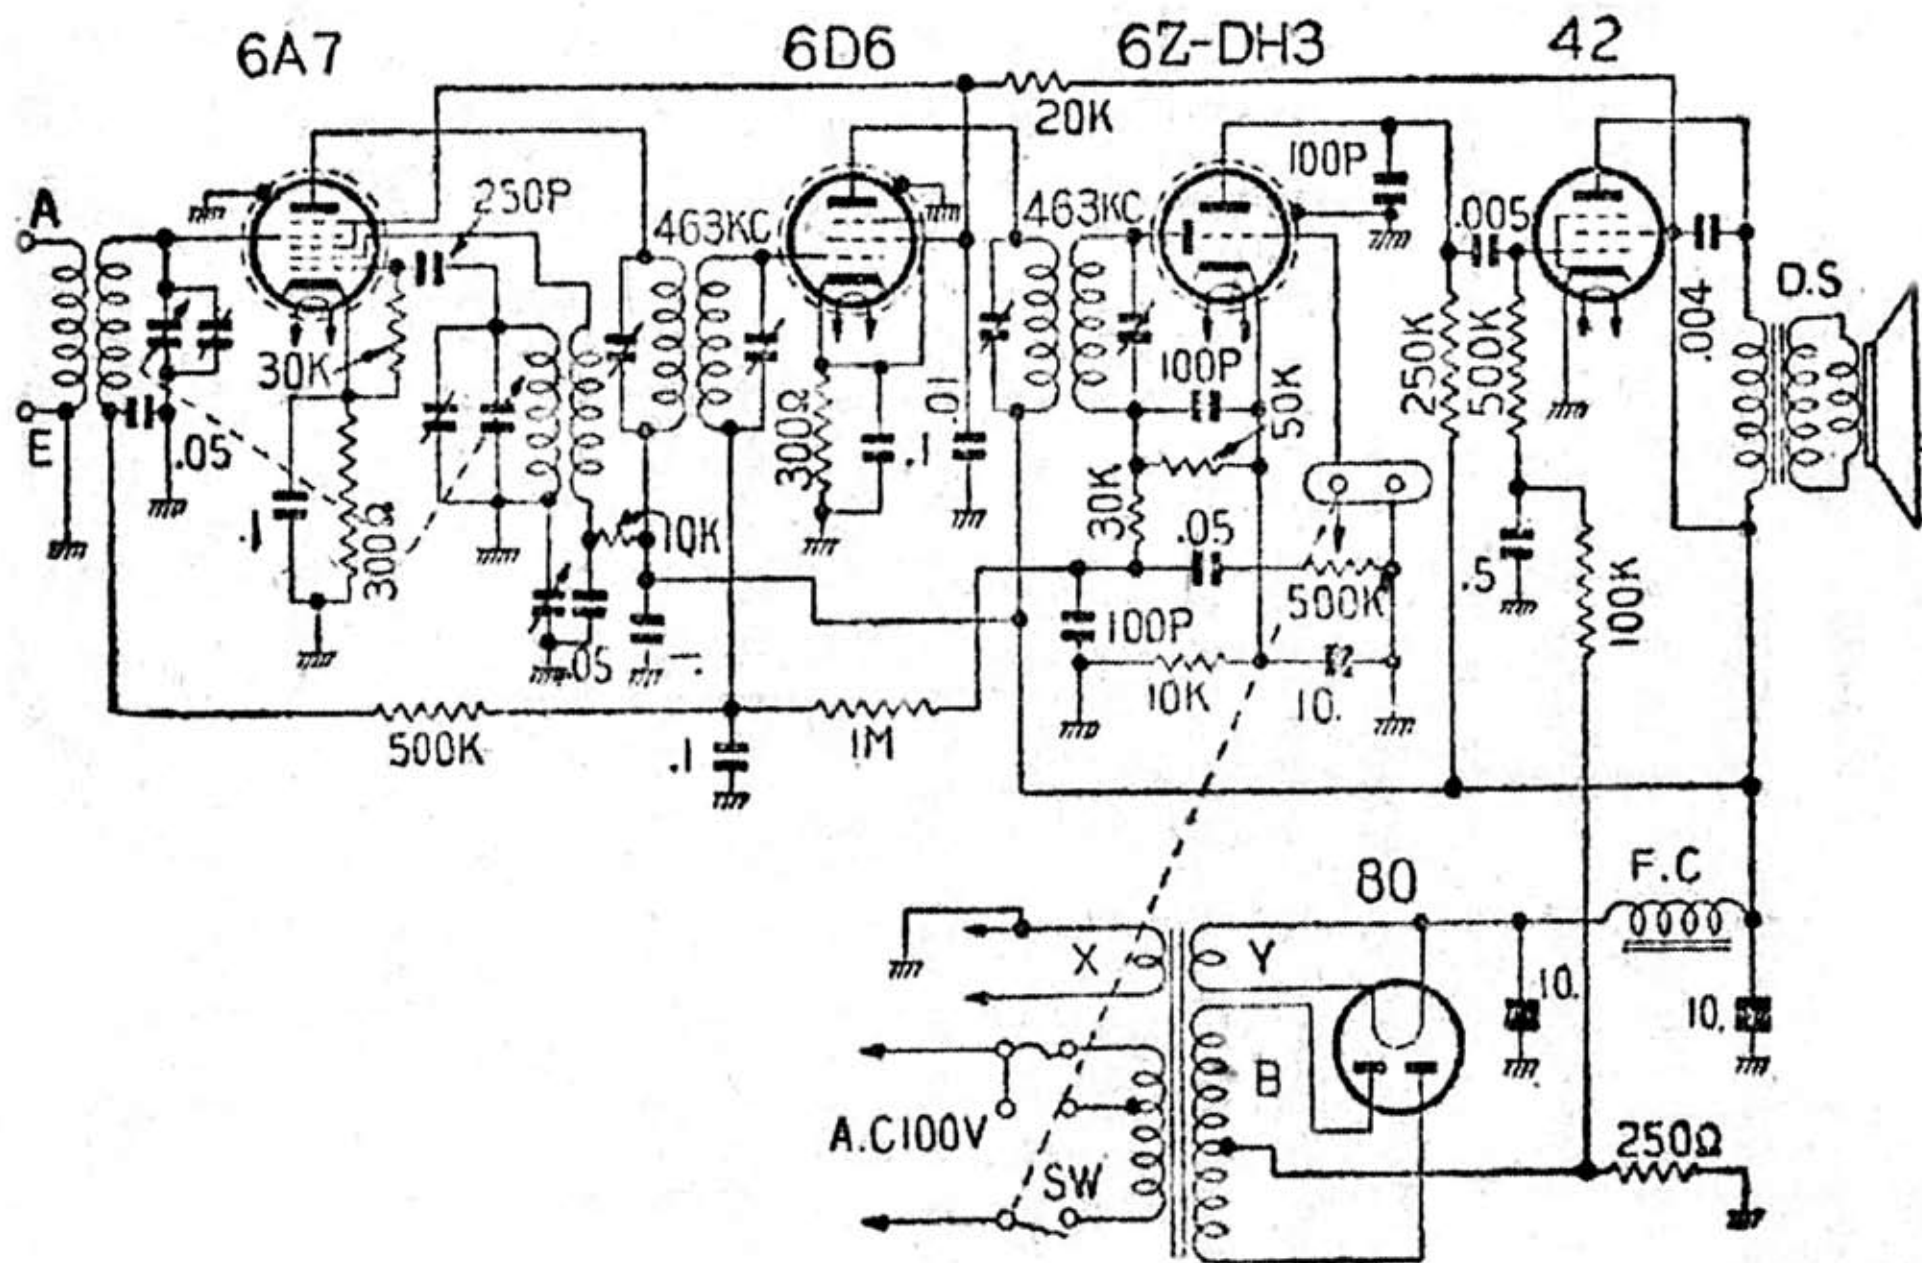 6A7
6D6
6Z-DH3
42
20K
100P
A
250P
463KC
463KC
.005
D.S
.004
30K
100P
50K
250K
500K
E
.05
.1
300Ω
300Ω
.1
.01
30K
10K
.05
.5
100K
100P
500K
.05
10K
10.
500K
.1
1M
80
F.C
X
Y
10.
10.
B
A.C100V
SW
250Ω